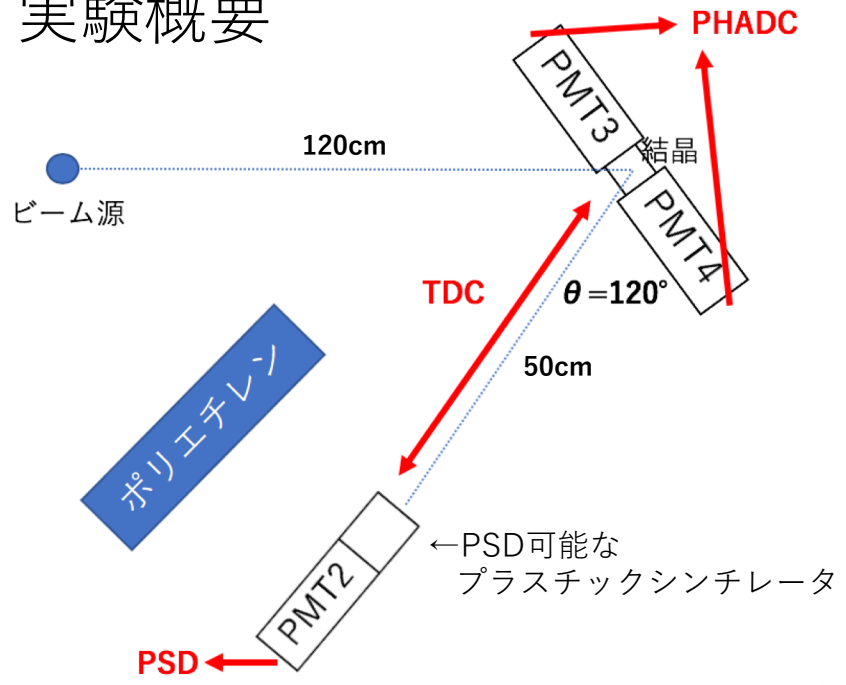 実験概要
PHADC
PMT3
120cm
結晶
ビーム源
PMT4
TDC
θ=120°
50cm
ポリエチレン
←PSD可能な
プラスチックシンチレータ
PMT2
PSD